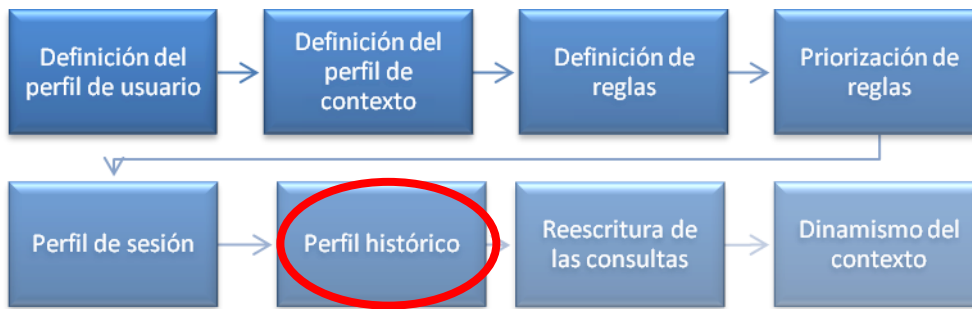 Definición del
perfil de usuario
Definición del
perfil de
contexto
Definición de
reglas
Priorización de
reglas
Perfil de sesión
Perfil histórico
Reescritura de
las consultas
Dinamismo del
contexto